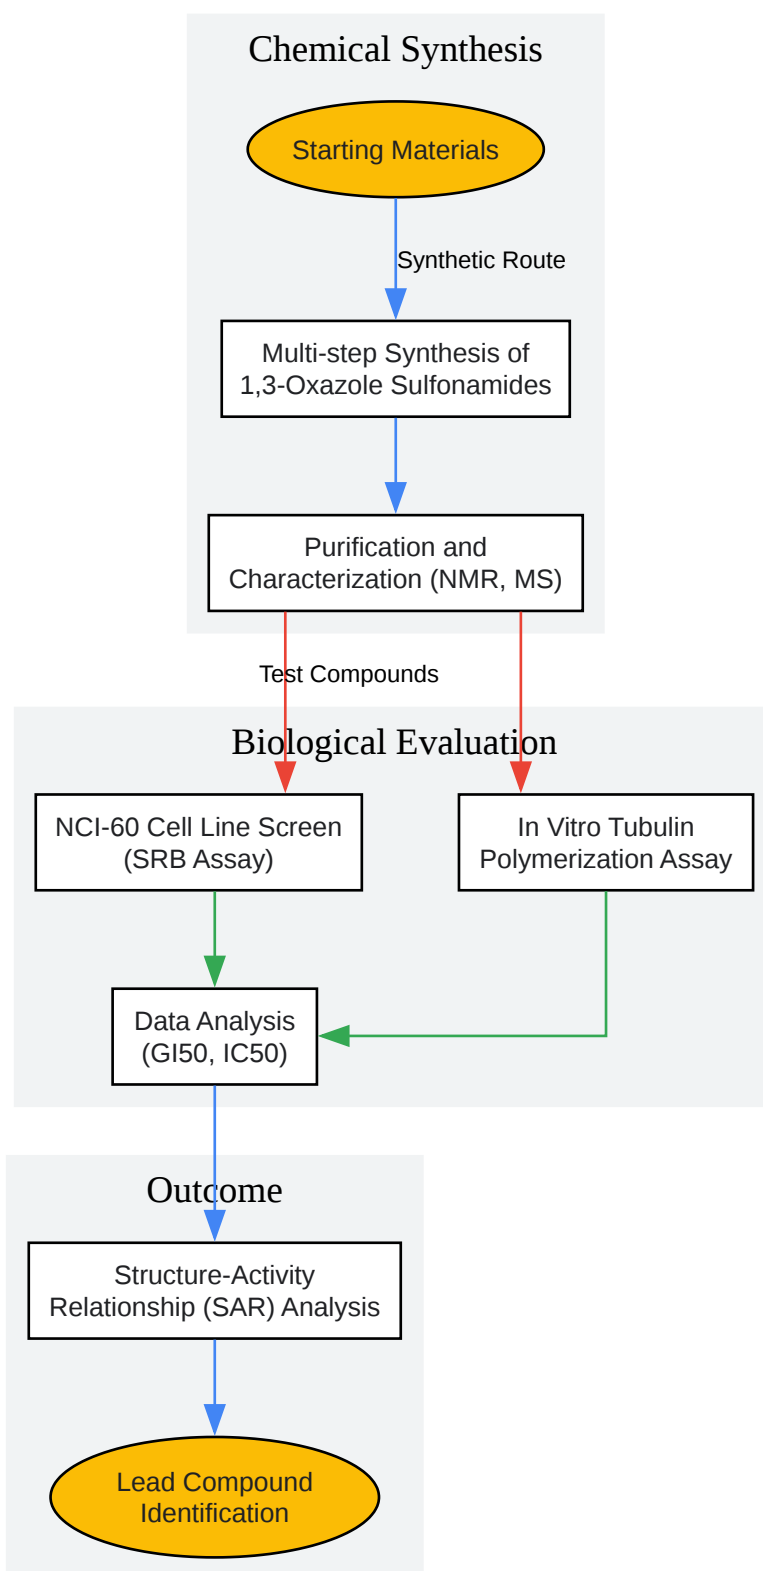 Chemical Synthesis
Starting Materials
Synthetic Route
Multi-step Synthesis of
1,3-Oxazole Sulfonamides
Purification and
Characterization (NMR, MS)
Test Compounds
Biological Evaluation
NCI-60 Cell Line Screen
(SRB Assay)
In Vitro Tubulin
Polymerization Assay
Data Analysis
(GI50, IC50)
Outcome
Structure-Activity
Relationship (SAR) Analysis
Lead Compound
Identification